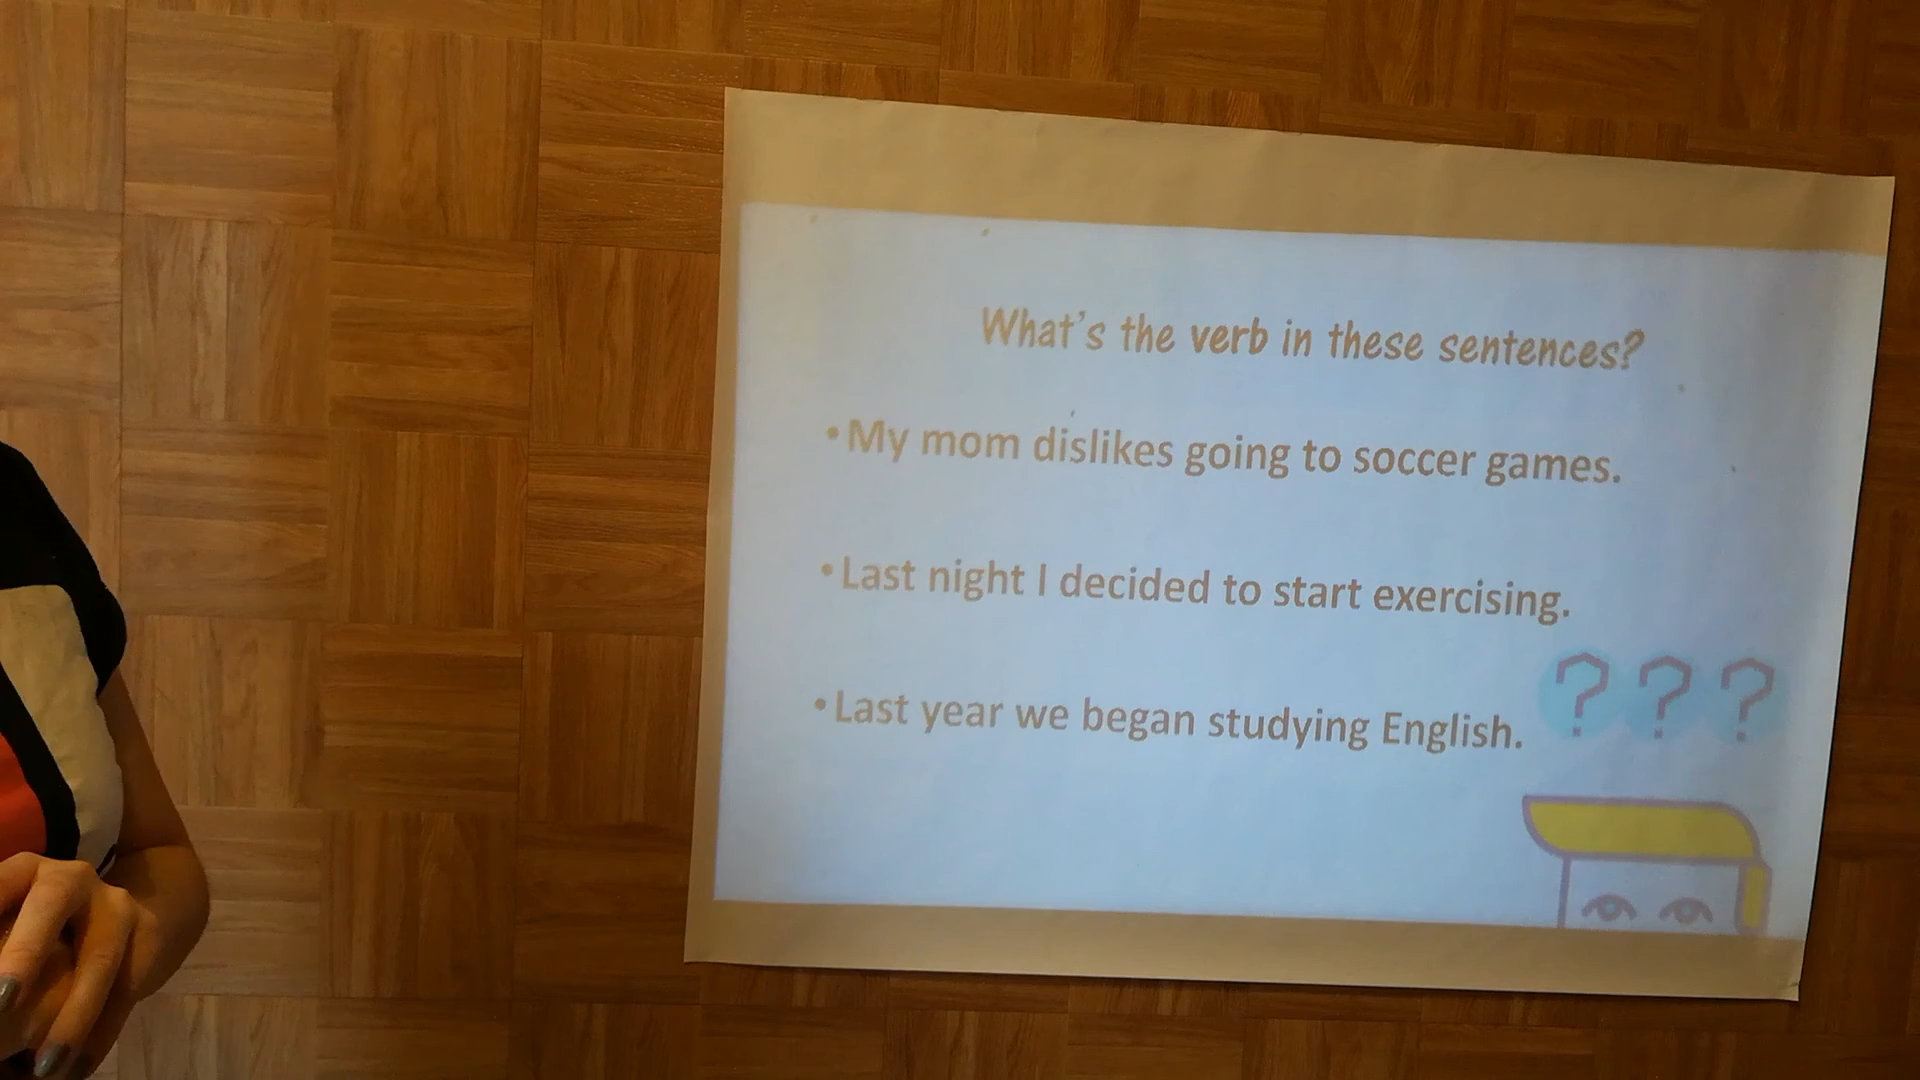 What's the verb in these sentences?
•My mom dislikes going to soccer games.
•Last night I decided to start exercising.
•Last year we began studying English.
???